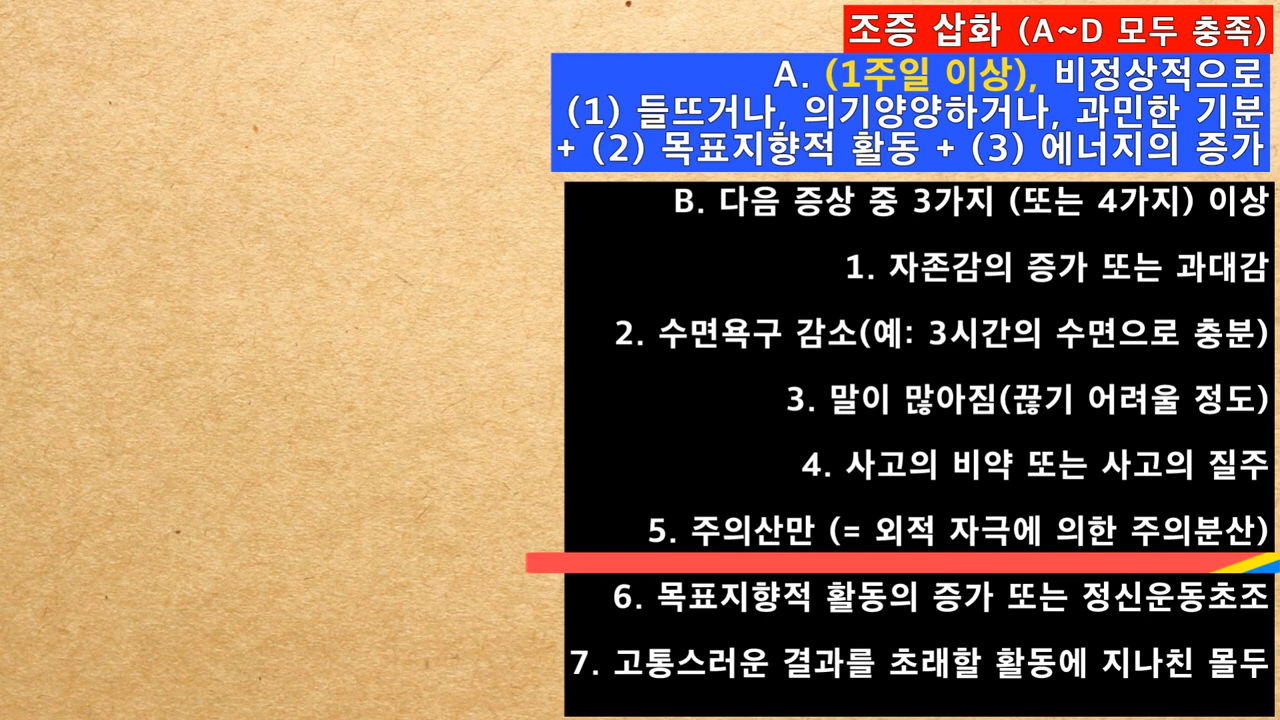 조증 삽화 (A~D 모두 충족)
A. (1주일 이상), 비정상적으로
(1) 들뜨거나, 의기양양하거나, 과민한 기분
+ (2) 목표지향적 활동 + (3) 에너지의 증가
B. 다음 증상 중 3가지 (또는 4가지) 이상
1. 자존감의 증가 또는 과대감
2. 수면욕구 감소(예: 3시간의 수면으로 충분)
3. 말이 많아짐(끊기 어려울 정도)
4. 사고의 비약 또는 사고의 질주
5. 주의산만 (= 외적 자극에 의한 주의분산)
6. 목표지향적 활동의 증가 또는 정신운동초조
7. 고통스러운 결과를 초래할 활동에 지나친 몰두